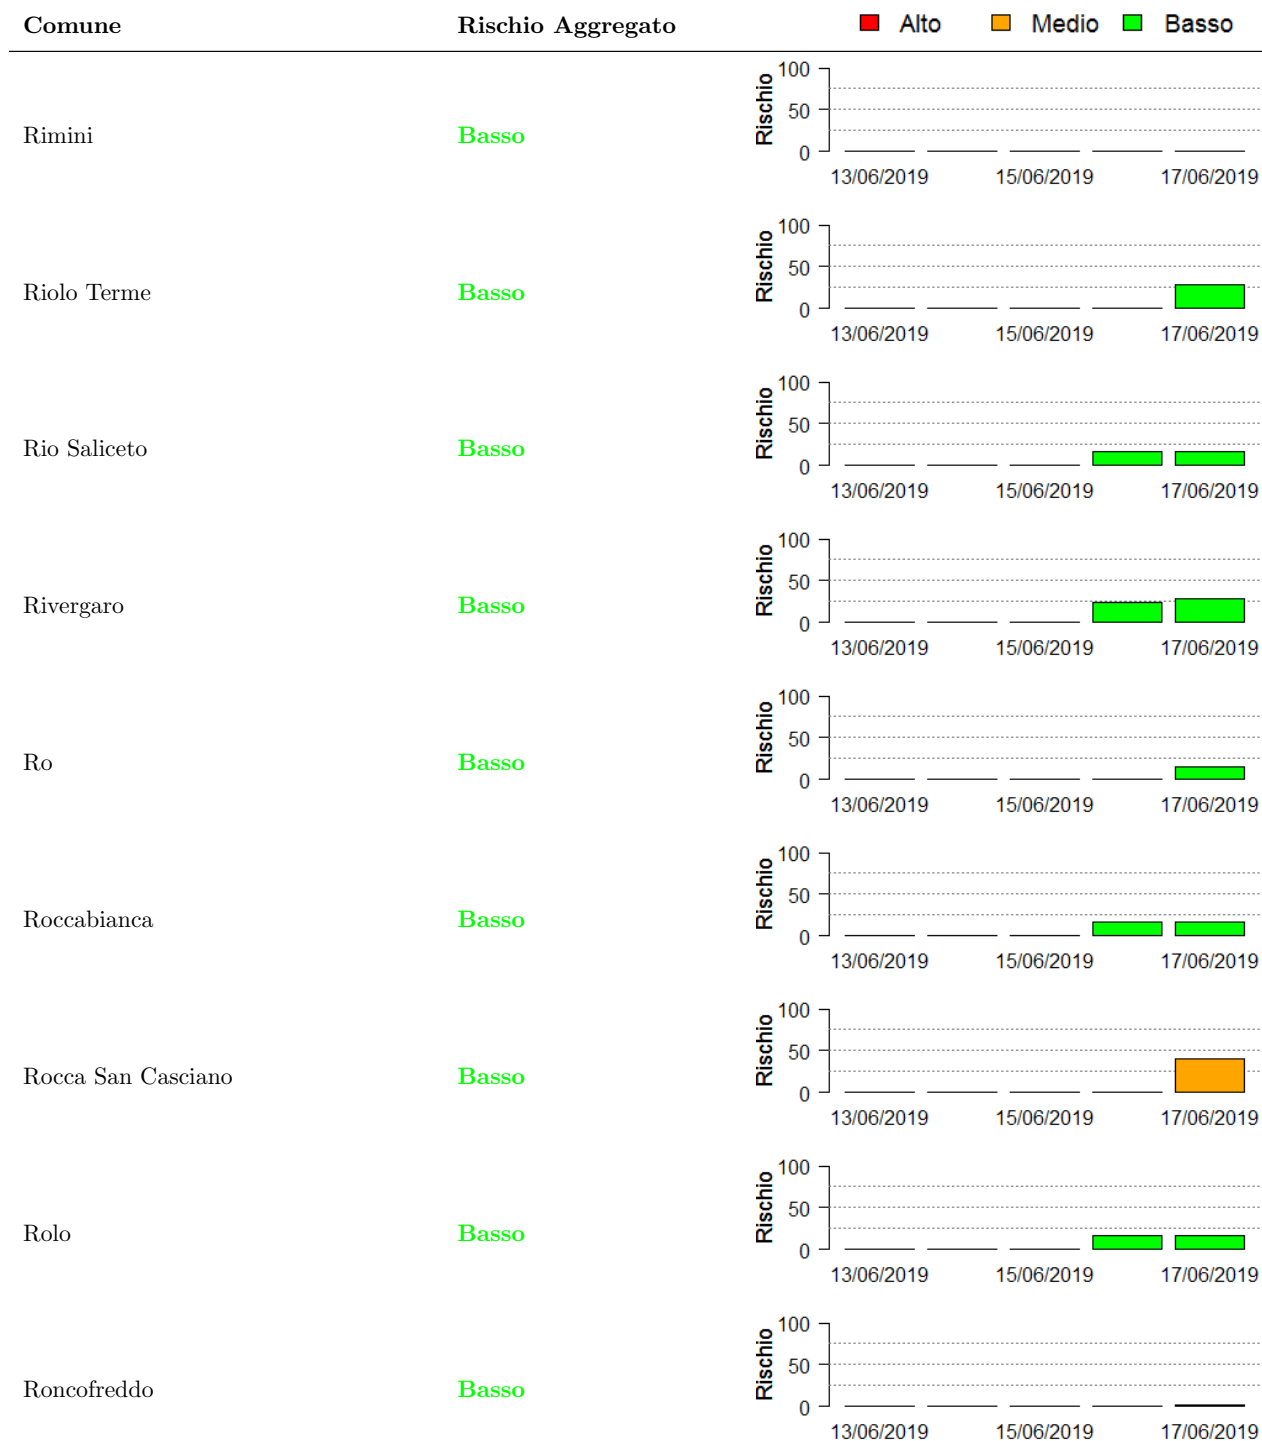 Comune Rischio Aggregato Alto Medio Basso
100
50
0
Rischio
Rimini Basso
13/06/2019 15/06/2019 17/06/2019
100
50
0
Rischio
Riolo Terme Basso
13/06/2019 15/06/2019 17/06/2019
100
50
0
Rischio
Rio Saliceto Basso
13/06/2019 15/06/2019 17/06/2019
100
50
0
Rischio
Rivergaro Basso
13/06/2019 15/06/2019 17/06/2019
100
50
0
Rischio
Ro Basso
13/06/2019 15/06/2019 17/06/2019
100
50
0
Rischio
Roccabianca Basso
13/06/2019 15/06/2019 17/06/2019
100
50
0
Rischio
Rocca San Casciano Basso
13/06/2019 15/06/2019 17/06/2019
100
50
0
Rischio
Rolo Basso
13/06/2019 15/06/2019 17/06/2019
100
50
0
Rischio
Roncofreddo Basso
13/06/2019 15/06/2019 17/06/2019